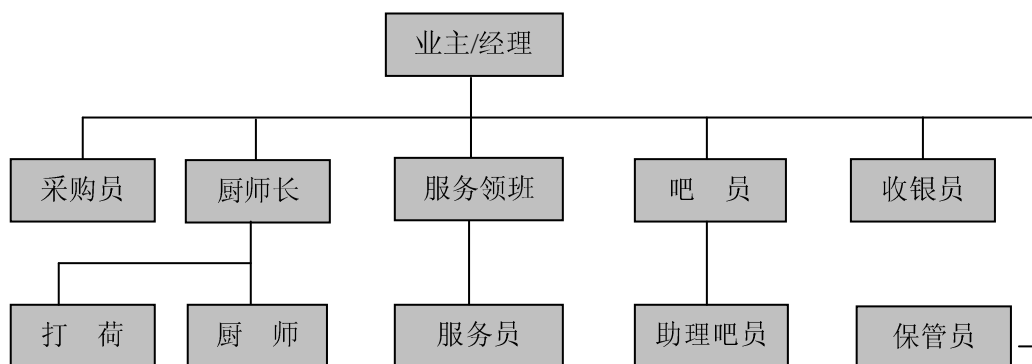 业主/经理
采购员 厨师长 服务领班 吧 员 收银员
打 荷 厨 师 服务员 助理吧员 保管员